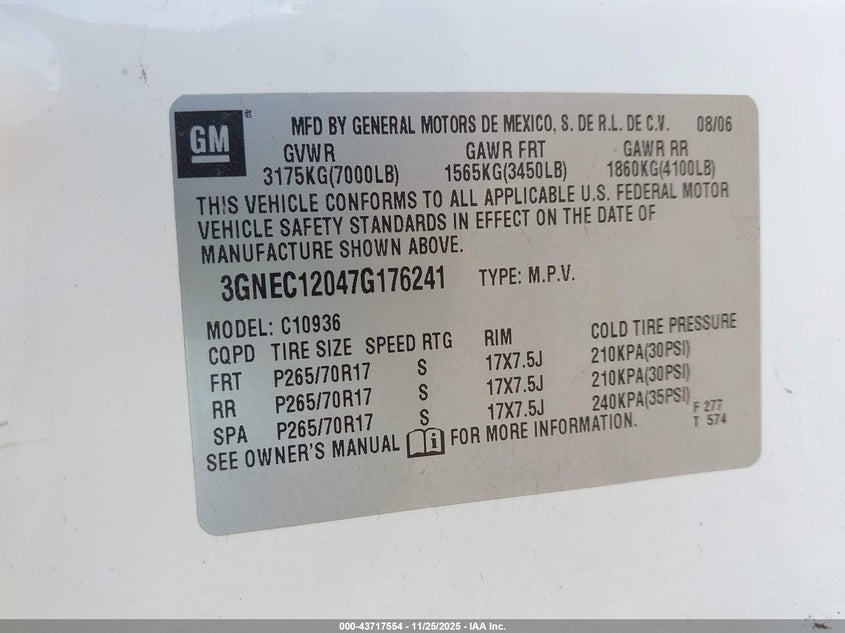 GM ®
MFD BY GENERAL MOTORS DE MEXICO, S. DE R.L. DE C.V. 08/06
GVWR GAWR FRT GAWR RR
3175KG(7000LB) 1565KG(3450LB) 1860KG(4100LB)
THIS VEHICLE CONFORMS TO ALL APPLICABLE U.S. FEDERAL MOTOR
VEHICLE SAFETY STANDARDS IN EFFECT ON THE DATE OF
MANUFACTURE SHOWN ABOVE.
3GNEC12047G176241 TYPE: M.P.V.
MODEL: C10936
CQPD TIRE SIZE SPEED RTG RIM COLD TIRE PRESSURE
FRT P265/70R17 S 17X7.5J 210KPA(30PSI)
RR P265/70R17 S 17X7.5J 210KPA(30PSI)
SPA P265/70R17 S 17X7.5J 240KPA(35PSI)
SEE OWNER'S MANUAL i FOR MORE INFORMATION.
F 277
T 574
000-43717554 - 11/25/2025 - IAA Inc.